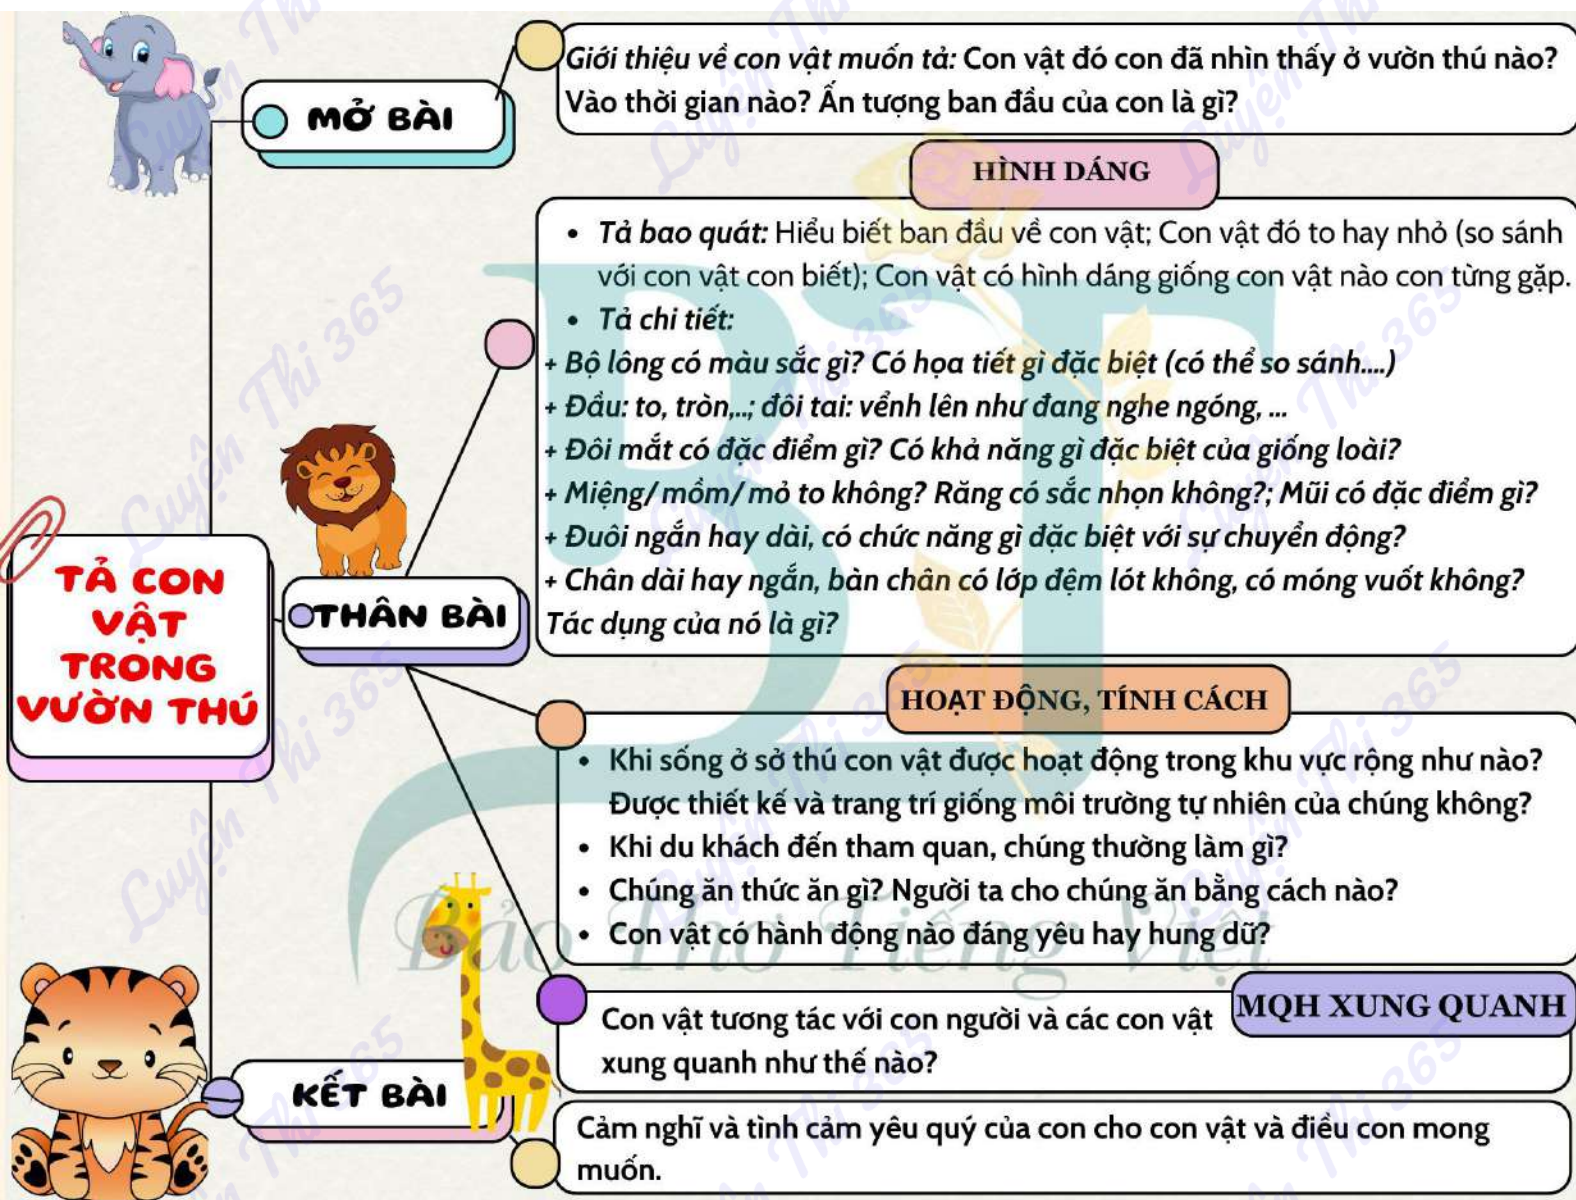 Giới thiệu về con vật muốn tả: Con vật đó con đã nhìn thấy ở vườn thú nào?
Vào thời gian nào? Ấn tượng ban đầu của con là gì?
MỞ BÀI
HÌNH DÁNG
• Tả bao quát: Hiểu biết ban đầu về con vật; Con vật đó to hay nhỏ (so sánh
với con vật con biết); Con vật có hình dáng giống con vật nào con từng gặp.
• Tả chi tiết:
+ Bộ lông có màu sắc gì? Có họa tiết gì đặc biệt (có thể so sánh....)
+ Đầu: to, tròn,..; đôi tai: vểnh lên như đang nghe ngóng, ...
+ Đôi mắt có đặc điểm gì? Có khả năng gì đặc biệt của giống loài?
+ Miệng/mồm/mỏ to không? Răng có sắc nhọn không?; Mũi có đặc điểm gì?
+ Đuôi ngắn hay dài, có chức năng gì đặc biệt với sự chuyển động?
+ Chân dài hay ngắn, bàn chân có lớp đệm lót không, có móng vuốt không?
Tác dụng của nó là gì?
TẢ CON
VẬT
TRONG
VƯỜN THÚ
THÂN BÀI
HOẠT ĐỘNG, TÍNH CÁCH
• Khi sống ở sở thú con vật được hoạt động trong khu vực rộng như nào?
Được thiết kế và trang trí giống môi trường tự nhiên của chúng không?
• Khi du khách đến tham quan, chúng thường làm gì?
• Chúng ăn thức ăn gì? Người ta cho chúng ăn bằng cách nào?
• Con vật có hành động nào đáng yêu hay hung dữ?
MQH XUNG QUANH
Con vật tương tác với con người và các con vật
xung quanh như thế nào?
KẾT BÀI
Cảm nghĩ và tình cảm yêu quý của con cho con vật và điều con mong
muốn.
BT
Bảo Thơ Tiếng Việt
Luyện Thi 365